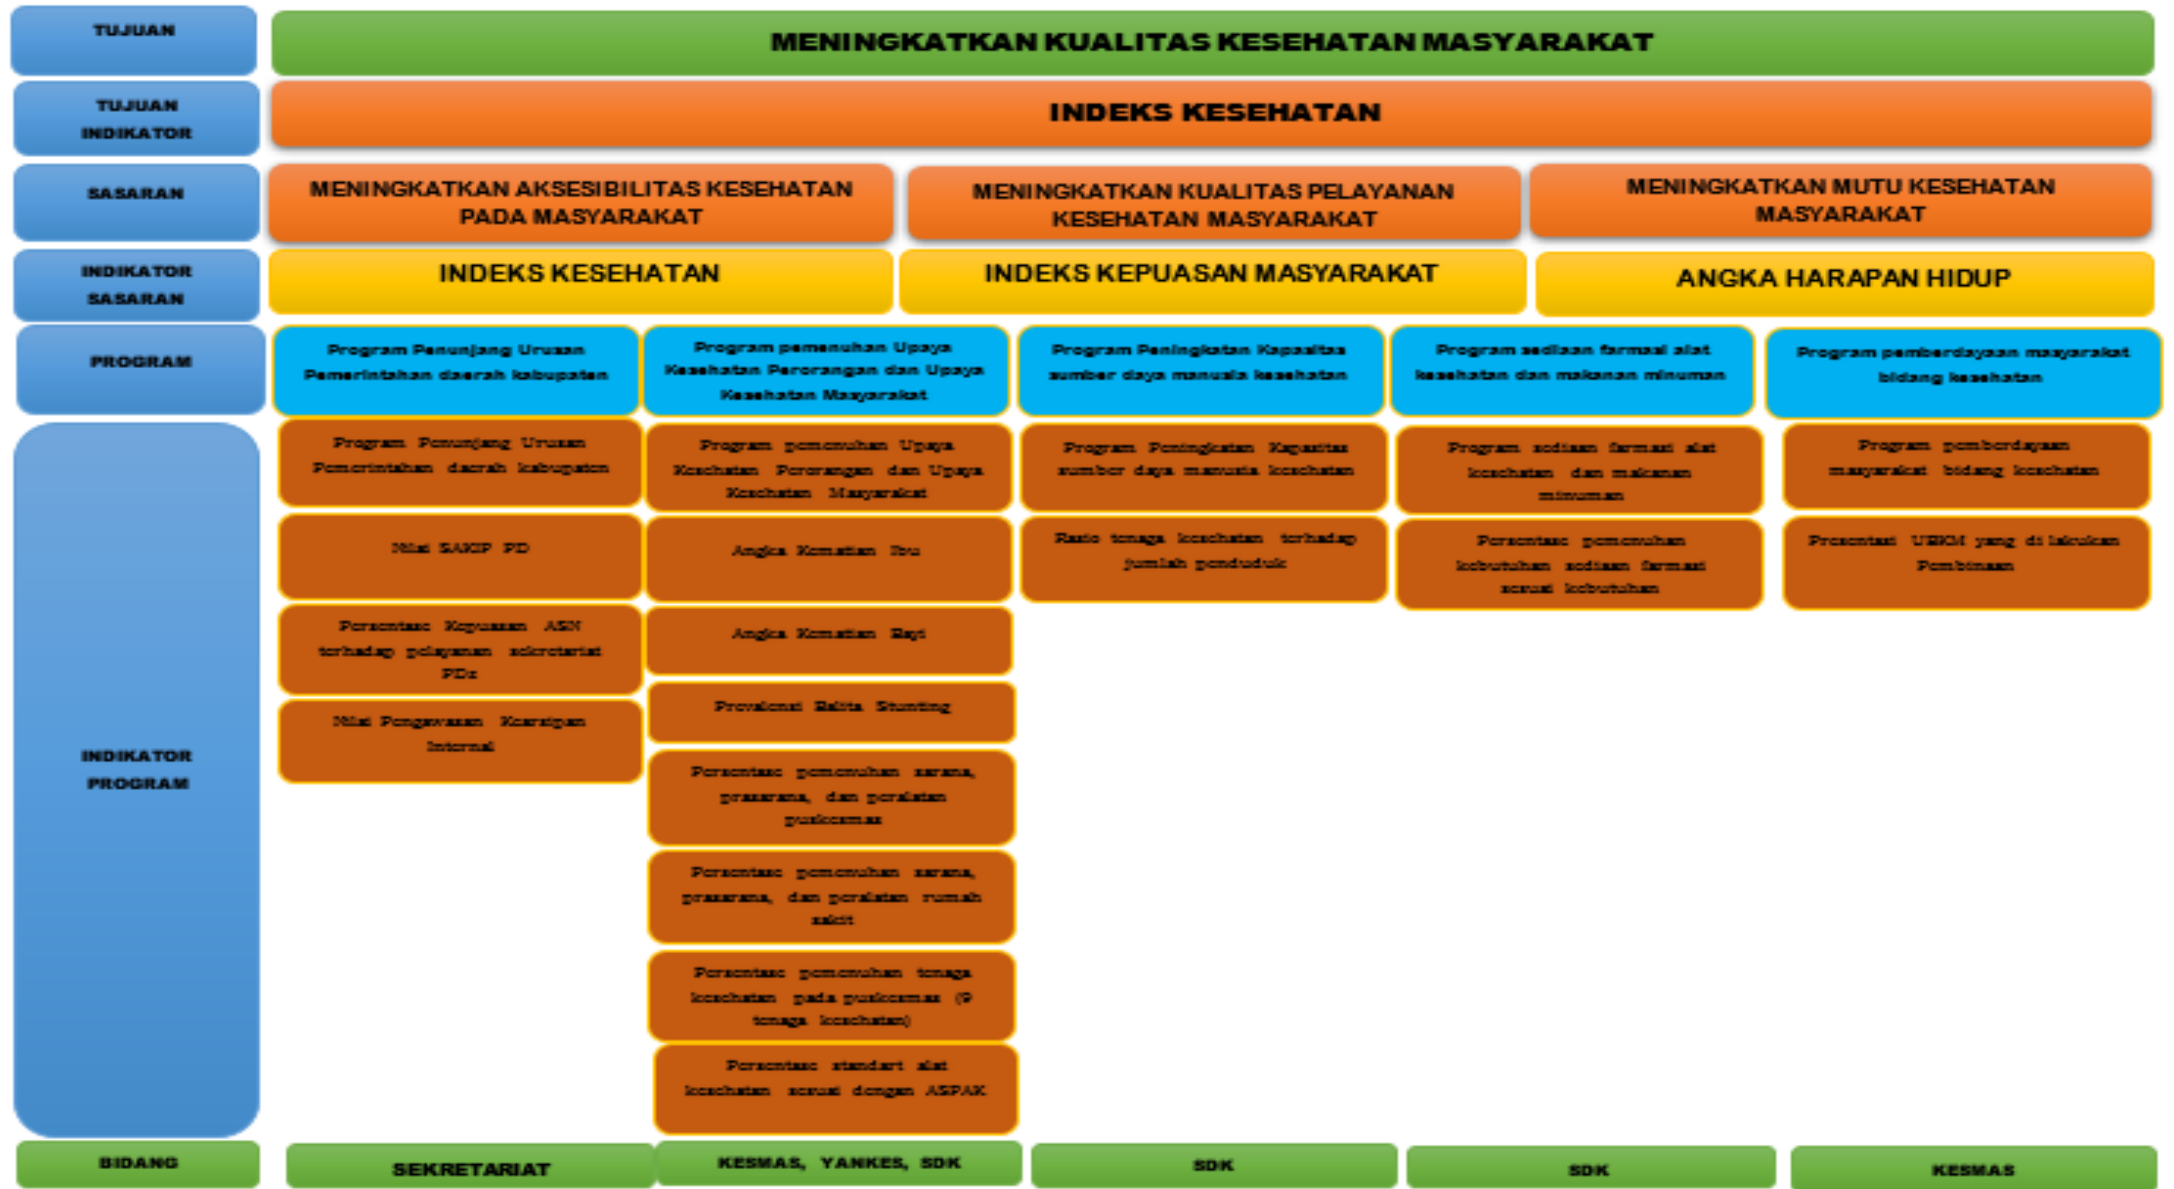 TUJUAN
MENINGKATKAN KUALITAS KESEHATAN MASYARAKAT
TUJUAN
INDIKATOR
INDEKS KESEHATAN
SASARAN
MENINGKATKAN AKSESIBILITAS KESEHATAN
PADA MASYARAKAT
MENINGKATKAN KUALITAS PELAYANAN
KESEHATAN MASYARAKAT
MENINGKATKAN MUTU KESEHATAN
MASYARAKAT
INDIKATOR
SASARAN
INDEKS KESEHATAN
INDEKS KEPUASAN MASYARAKAT
ANGKA HARAPAN HIDUP
PROGRAM
Program Penunjang Urusan
Pemerintahan daerah kabupaten
Program pemenuhan Upaya
Kesehatan Perorangan dan Upaya
Kesehatan Masyarakat
Program Peningkatan Kapasitas
sumber daya manusia kesehatan
Program sediaan farmasi alat
kesehatan dan makanan minuman
Program pemberdayaan masyarakat
bidang kesehatan
INDIKATOR
PROGRAM
Program Penunjang Urusan
Pemerintahan daerah kabupaten
Nilai SAKIP PD
Persentase Kepuasan ASN
terhadap pelayanan sekretariat
PDz
Nilai Pengawasan Kearsipan
Internal
Program pemenuhan Upaya
Kesehatan Perorangan dan Upaya
Kesehatan Masyarakat
Angka Kematian Ibu
Angka Kematian Bayi
Prevalensi Balita Stunting
Persentase pemenuhan sarana,
prasarana, dan peralatan
puskesmas
Persentase pemenuhan sarana,
prasarana, dan peralatan rumah
sakit
Persentase pemenuhan tenaga
kesehatan pada puskesmas (9
tenaga kesehatan)
Persentase standart alat
kesehatan sesuai dengan ASPAK
Program Peningkatan Kapasitas
sumber daya manusia kesehatan
Rasio tenaga kesehatan terhadap
jumlah penduduk
Program sediaan farmasi alat
kesehatan dan makanan
minuman
Persentase pemenuhan
kebutuhan sediaan farmasi
sesuai kebutuhan
Program pemberdayaan
masyarakat bidang kesehatan
Presentasi UBKM yang di lakukan
Pembinaan
BIDANG
SEKRETARIAT
KESMAS, YANKES, SDK
SDK
SDK
KESMAS